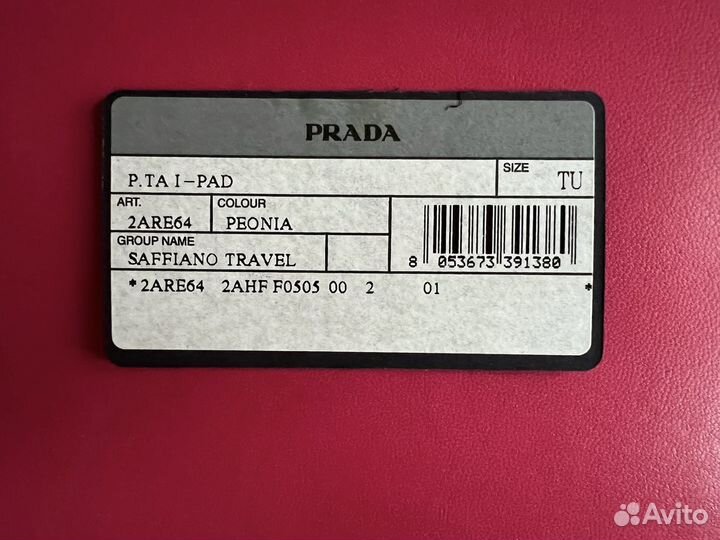 PRADA
P.TA I-PAD
SIZE
TU
ART.
2ARE64
COLOUR
PEONIA
GROUP NAME
SAFFIANO TRAVEL
8 053673 391380
*2ARE64 2AHF F0505 00 2 01 *
Avito